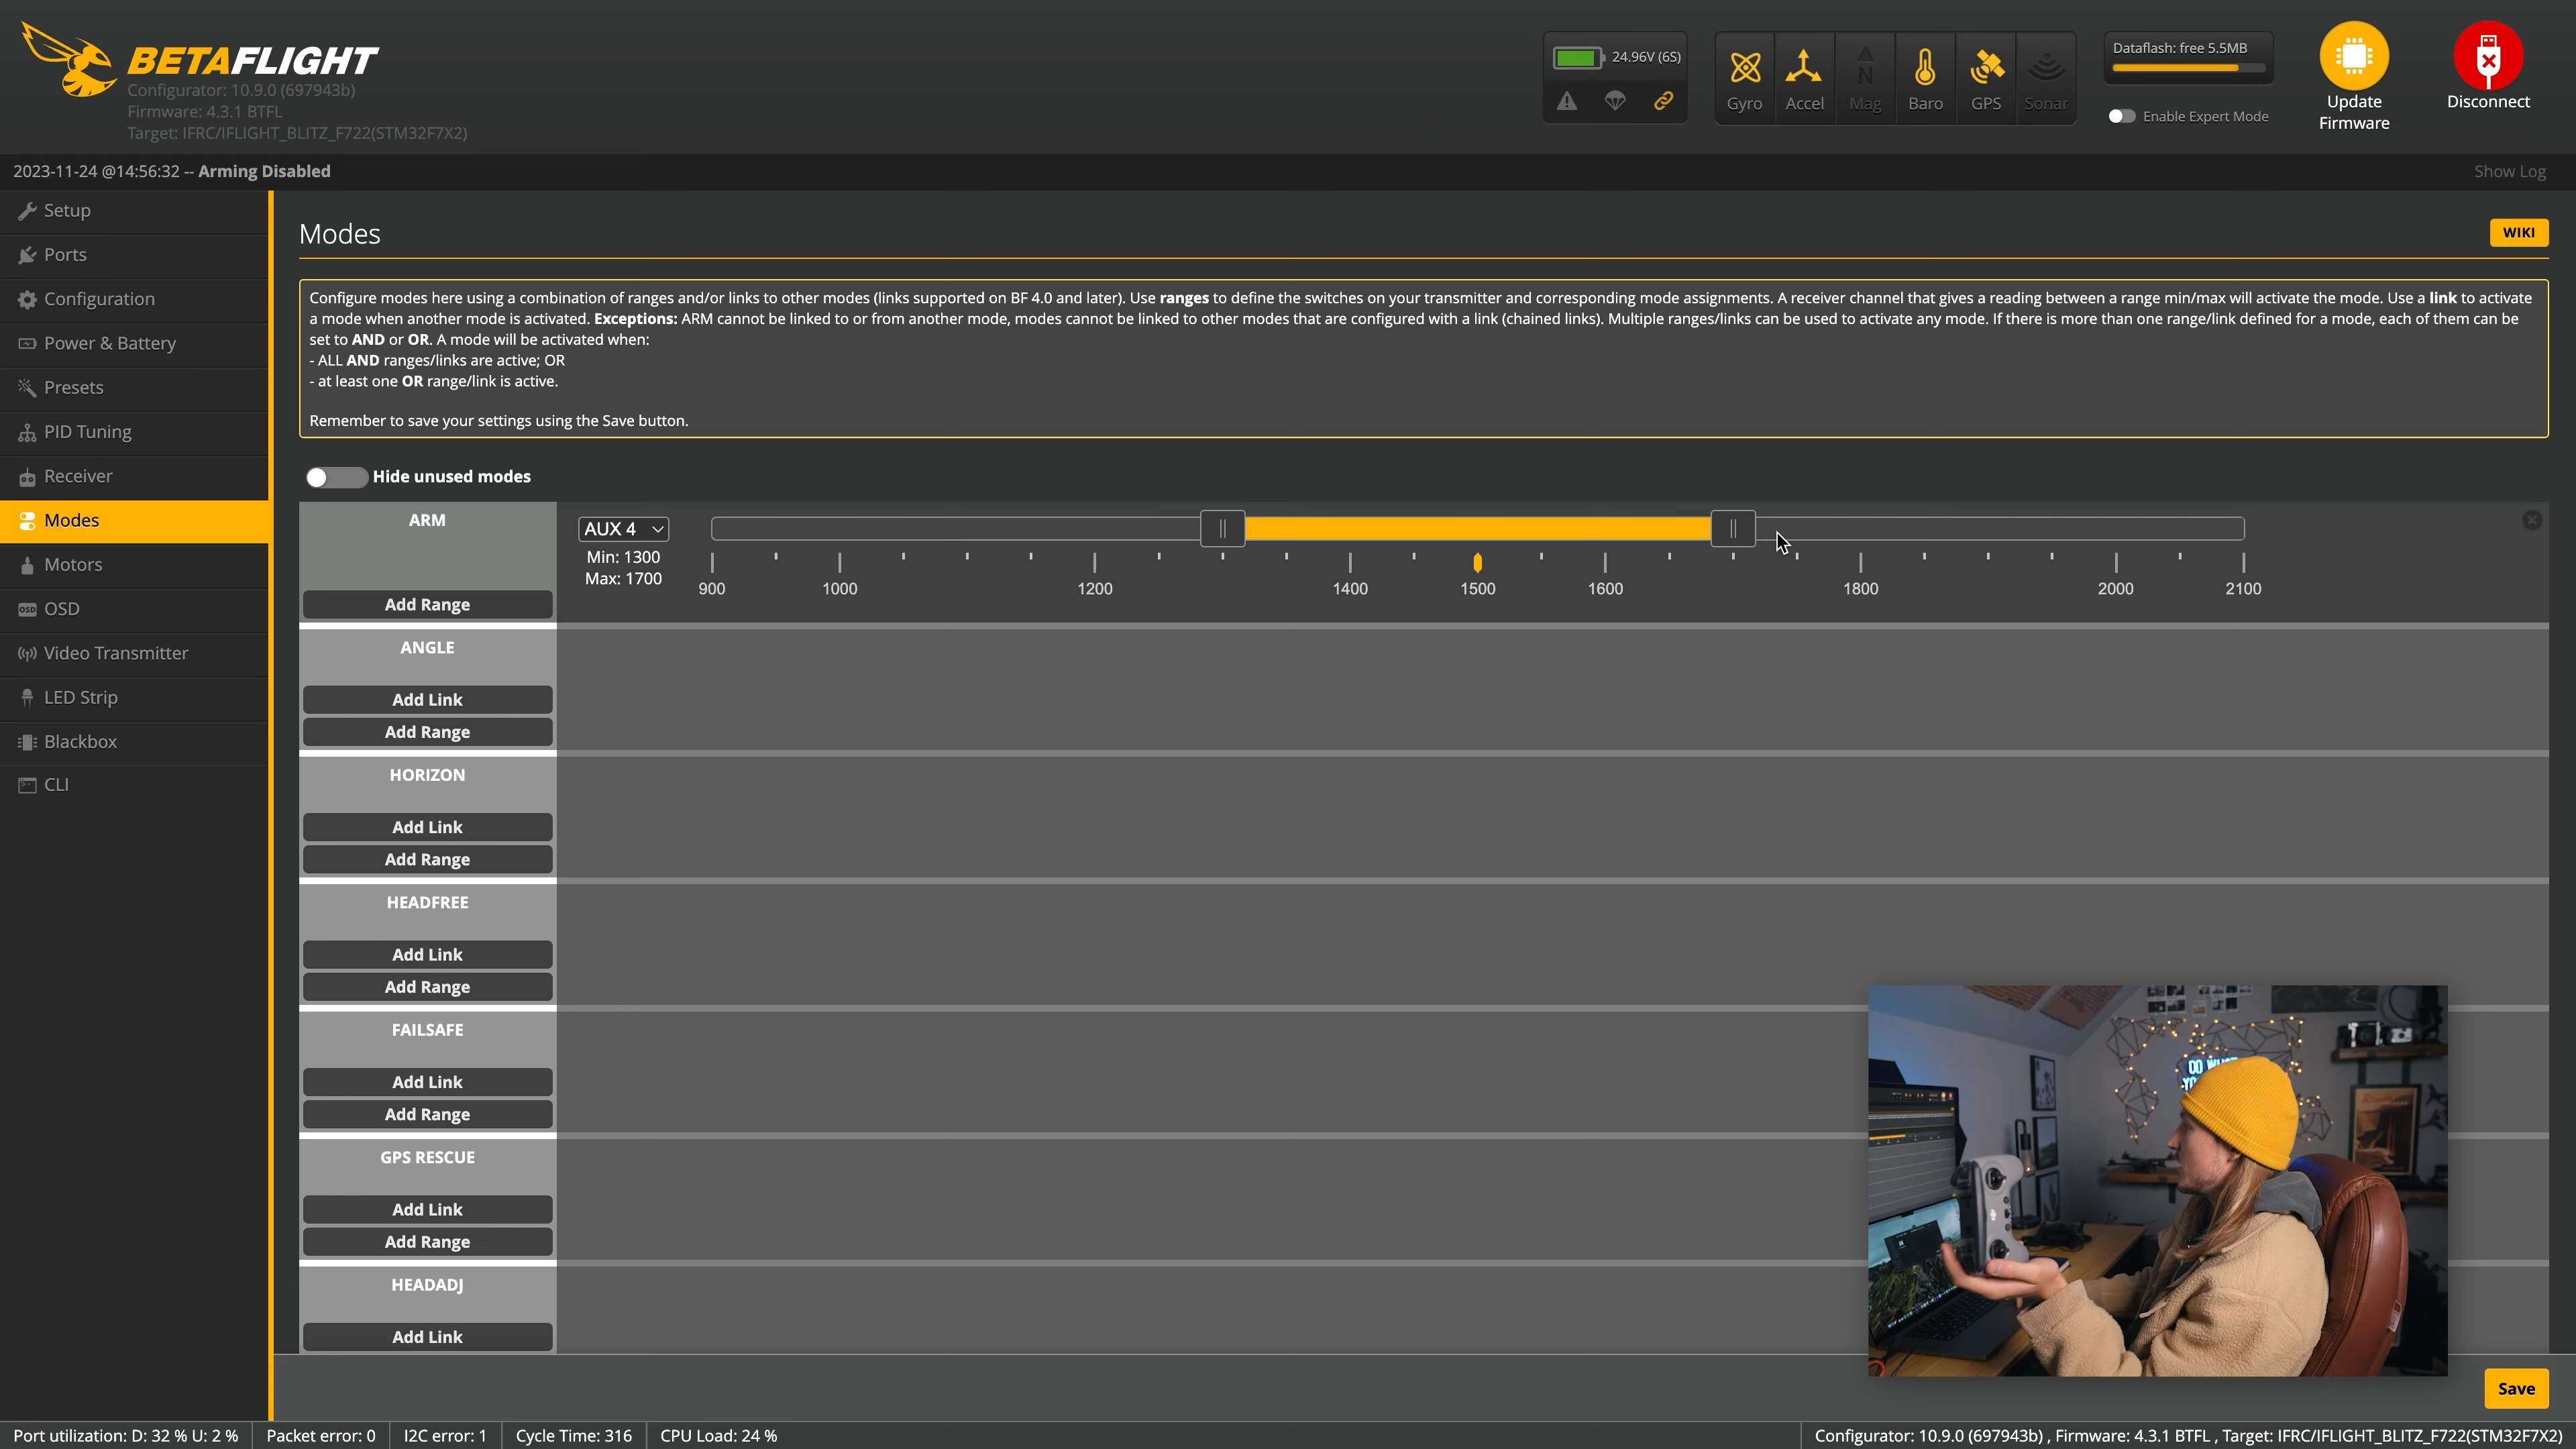 BETAFLIGHT
Configurator: 10.9.0 (697943b)
Firmware: 4.3.1 BTFL
Target: IFRC/IFLIGHT_BLITZ_F722(STM32F7X2)
24.96V (6S)
Gyro
Accel
Mag
Baro
GPS
Sonar
Dataflash: free 5.5MB
Enable Expert Mode
Update
Firmware
Disconnect
2023-11-24 @14:56:32 -- Arming Disabled
Show Log
Setup
Ports
Configuration
Power & Battery
Presets
PID Tuning
Receiver
Modes
Motors
OSD
Video Transmitter
LED Strip
Blackbox
CLI
Modes
WIKI
Configure modes here using a combination of ranges and/or links to other modes (links supported on BF 4.0 and later). Use ranges to define the switches on your transmitter and corresponding mode assignments. A receiver channel that gives a reading between a range min/max will activate the mode. Use a link to activate
a mode when another mode is activated. Exceptions: ARM cannot be linked to or from another mode, modes cannot be linked to other modes that are configured with a link (chained links). Multiple ranges/links can be used to activate any mode. If there is more than one range/link defined for a mode, each of them can be
set to AND or OR. A mode will be activated when:
- ALL AND ranges/links are active; OR
- at least one OR range/link is active.
Remember to save your settings using the Save button.
Hide unused modes
ARM
Add Range
AUX 4
Min: 1300
Max: 1700
900 1000 1200 1400 1500 1600 1800 2000 2100
ANGLE
Add Link
Add Range
HORIZON
Add Link
Add Range
HEADFREE
Add Link
Add Range
FAILSAFE
Add Link
Add Range
GPS RESCUE
Add Link
Add Range
HEADADJ
Add Link
DO WHAT
Save
Port utilization: D: 32 % U: 2 %
Packet error: 0
I2C error: 1
Cycle Time: 316
CPU Load: 24 %
Configurator: 10.9.0 (697943b) , Firmware: 4.3.1 BTFL , Target: IFRC/IFLIGHT_BLITZ_F722(STM32F7X2)